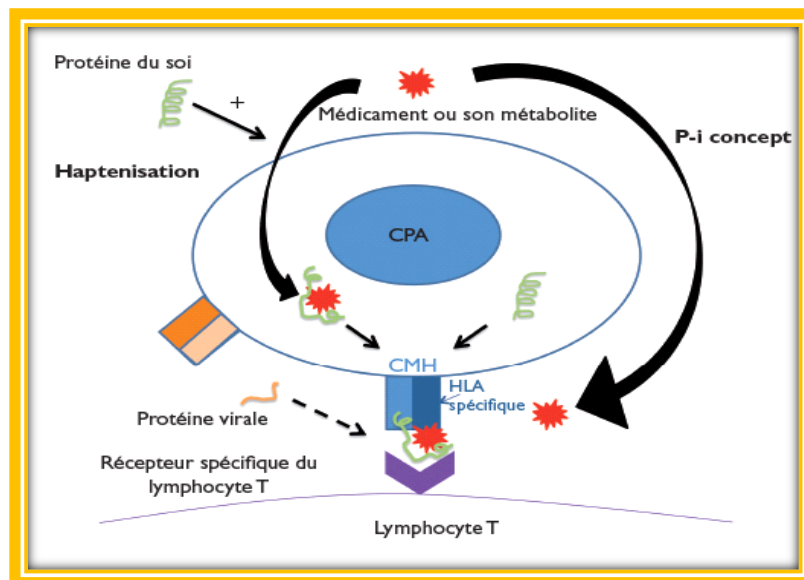 Protéine du soi
+
Médicament ou son métabolite
P-i concept
Haptenisation
CPA
CMH
HLA
spécifique
Protéine virale
Récepteur spécifique du
lymphocyte T
Lymphocyte T